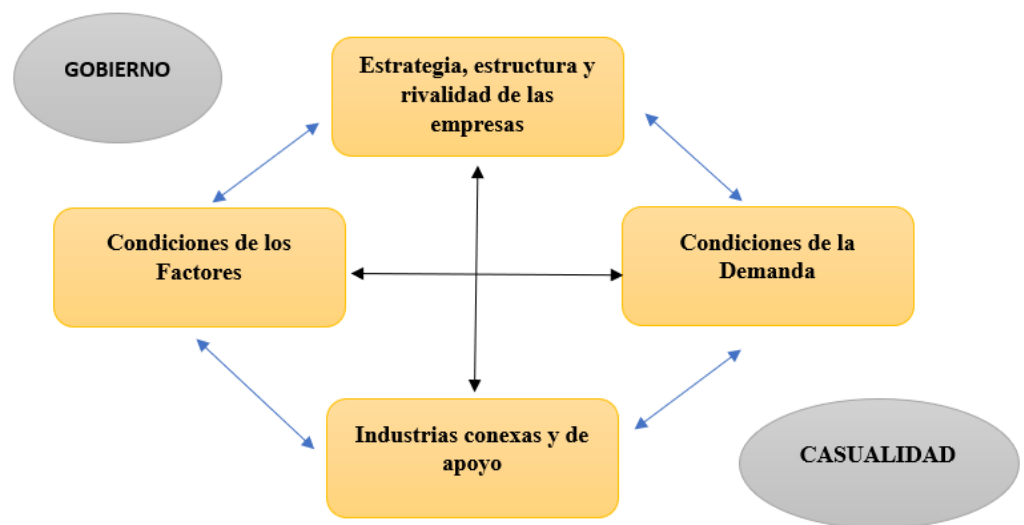 GOBIERNO
Estrategia, estructura y
rivalidad de las
empresas
Condiciones de los
Factores
Condiciones de la
Demanda
Industrias conexas y de
apoyo
CASUALIDAD